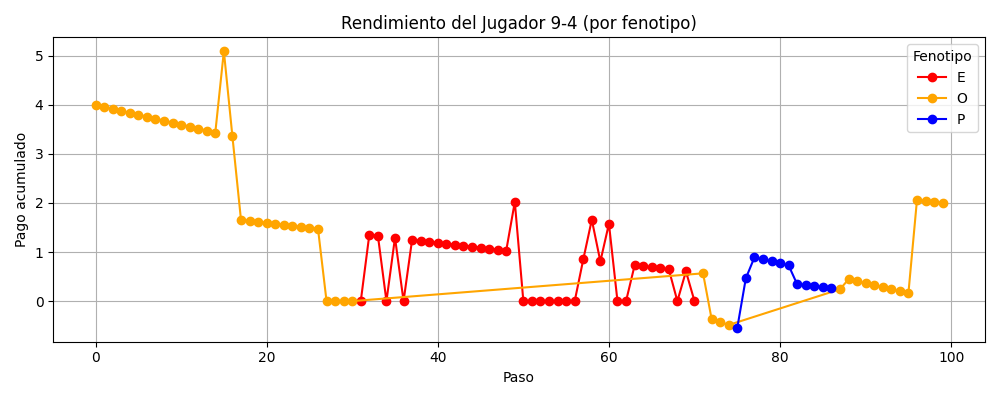 Rendimiento del Jugador 9-4 (por fenotipo)
Pago acumulado
5
4
3
2
1
0
Fenotipo
E
O
P
0 20 40 60 80 100
Paso